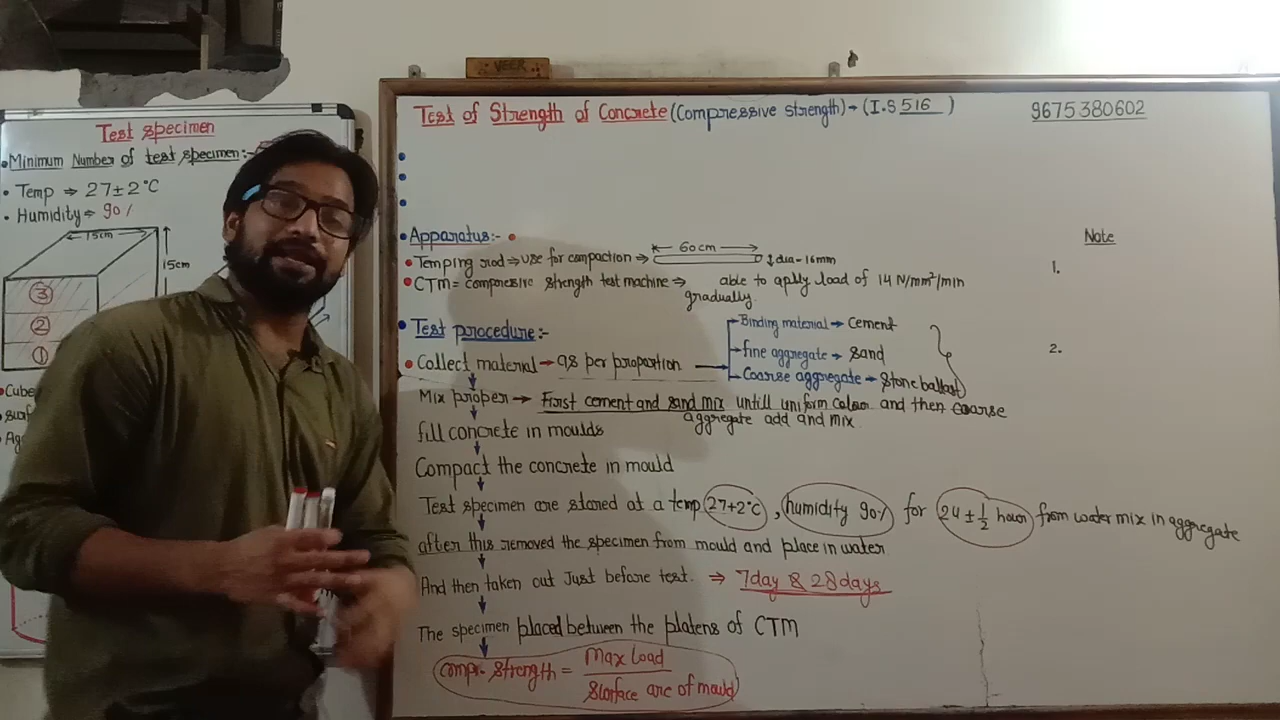 VEER
Test specimen
• Minimum Number of test specimen:-
• Temp ⇒ 27±2°C
• Humidity ⇒ 90%
15cm
15cm
③
②
①
• Cube
Test of Strength of Concrete (Compressive strength) → (I.S 516)
9675380602
• Apparatus:-
• Temping rod ⇒ use for compaction →
60cm
dia - 16mm
• CTM = compressive strength test machine ⇒ able to aply load of 14 N/mm²/min
gradually.
Note
1.
2.
• Test procedure:-
• Collect material → as per proportion
Binding material → Cement
fine aggregate → sand
Coarse aggregate → stone ballast
Mix proper → First cement and sand mix untill uniform colour and then coarse
aggregate add and mix
fill concrete in moulds
Compact the concrete in mould
Test specimen are stored at a temp 27+2°C, humidity 90% for 24 ± 1/2 hour from water mix in aggregate
after this removed the specimen from mould and place in water
And then taken out Just before test. ⇒ 7day & 28days
The specimen placed between the platens of CTM
Compr. strength = Max load / Surface are of mould